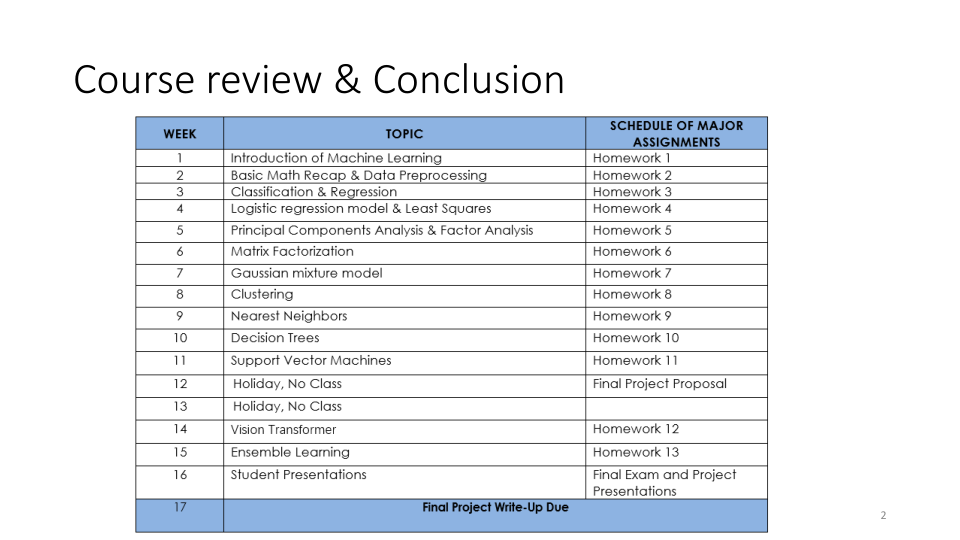 Course review & Conclusion
WEEK TOPIC SCHEDULE OF MAJOR ASSIGNMENTS
1 Introduction of Machine Learning Homework 1
2 Basic Math Recap & Data Preprocessing Homework 2
3 Classification & Regression Homework 3
4 Logistic regression model & Least Squares Homework 4
5 Principal Components Analysis & Factor Analysis Homework 5
6 Matrix Factorization Homework 6
7 Gaussian mixture model Homework 7
8 Clustering Homework 8
9 Nearest Neighbors Homework 9
10 Decision Trees Homework 10
11 Support Vector Machines Homework 11
12 Holiday, No Class Final Project Proposal
13 Holiday, No Class
14 Vision Transformer Homework 12
15 Ensemble Learning Homework 13
16 Student Presentations Final Exam and Project Presentations
17 Final Project Write-Up Due
2